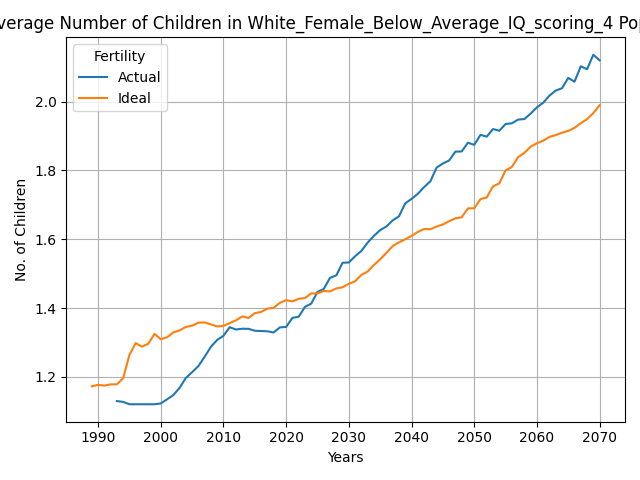 verage Number of Children in White_Female_Below_Average_IQ_scoring_4 Pop
Fertility
Actual
Ideal
No. of Children
2.0
1.8
1.6
1.4
1.2
1990 2000 2010 2020 2030 2040 2050 2060 2070
Years